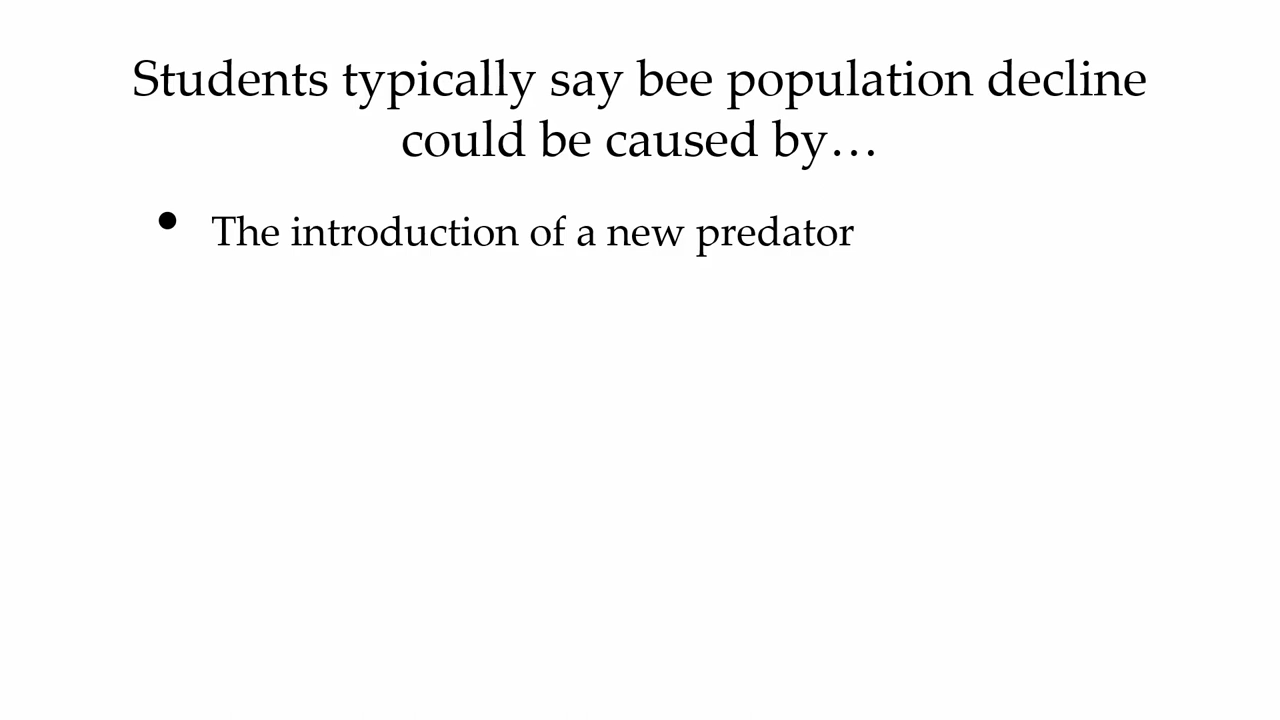 Students typically say bee population decline
could be caused by…
• The introduction of a new predator